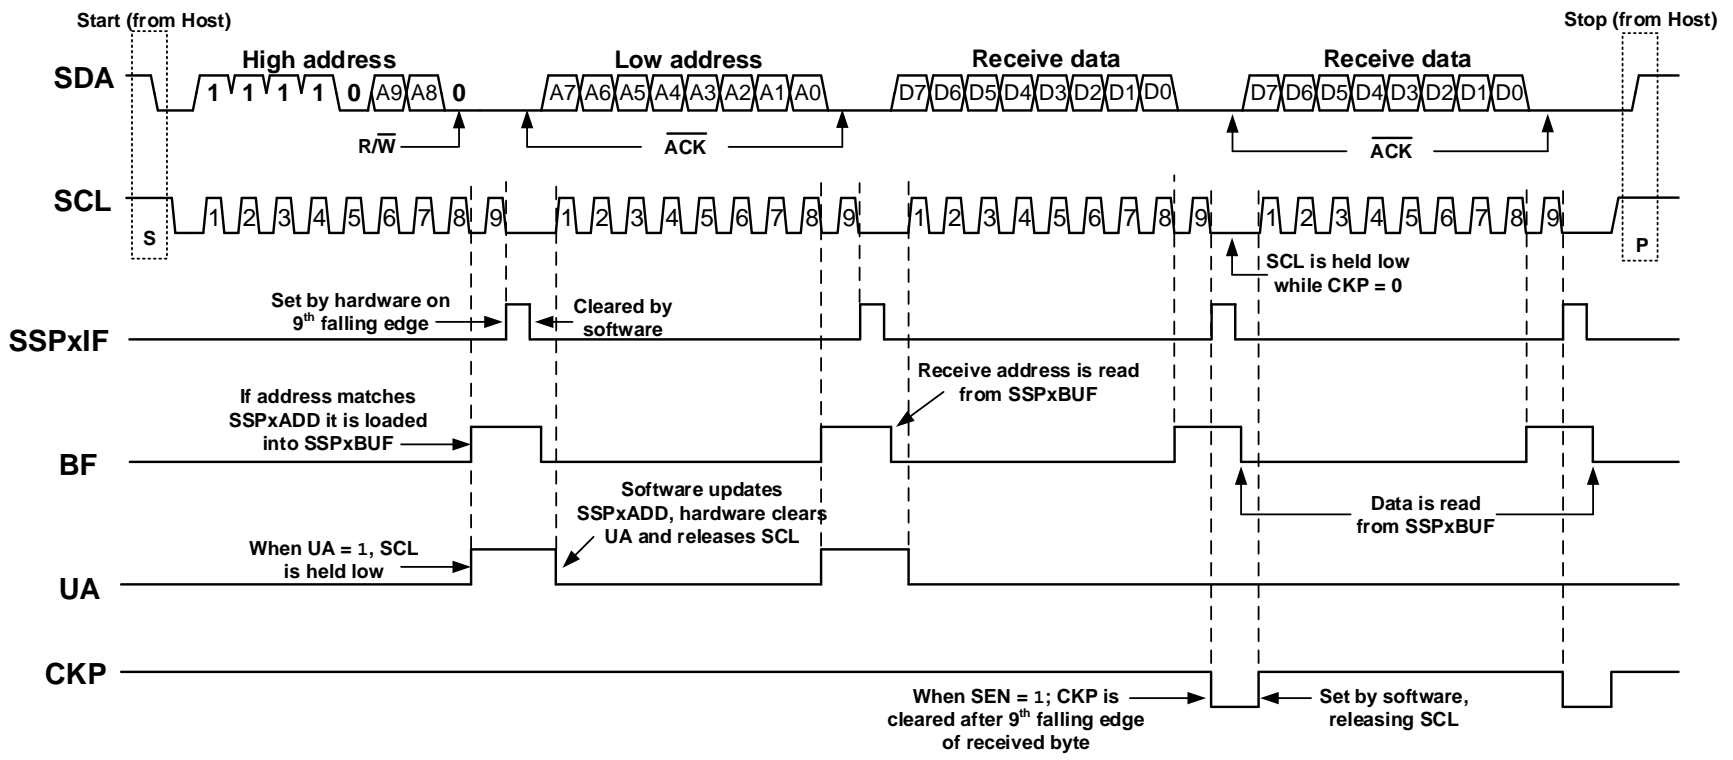 Start (from Host)
Stop (from Host)
High address
Low address
Receive data
Receive data
SDA
1 1 1 1 0 A9 A8 0
A7 A6 A5 A4 A3 A2 A1 A0
D7 D6 D5 D4 D3 D2 D1 D0
D7 D6 D5 D4 D3 D2 D1 D0
R/W̅
A̅C̅K̅
A̅C̅K̅
SCL
1 2 3 4 5 6 7 8 9
1 2 3 4 5 6 7 8 9
1 2 3 4 5 6 7 8 9
1 2 3 4 5 6 7 8 9
S
P
SCL is held low
while CKP = 0
Set by hardware on
9th falling edge
Cleared by
software
SSPxIF
Receive address is read
from SSPxBUF
If address matches
SSPxADD it is loaded
into SSPxBUF
BF
Software updates
SSPxADD, hardware clears
UA and releases SCL
Data is read
from SSPxBUF
When UA = 1, SCL
is held low
UA
CKP
When SEN = 1; CKP is
cleared after 9th falling edge
of received byte
Set by software,
releasing SCL